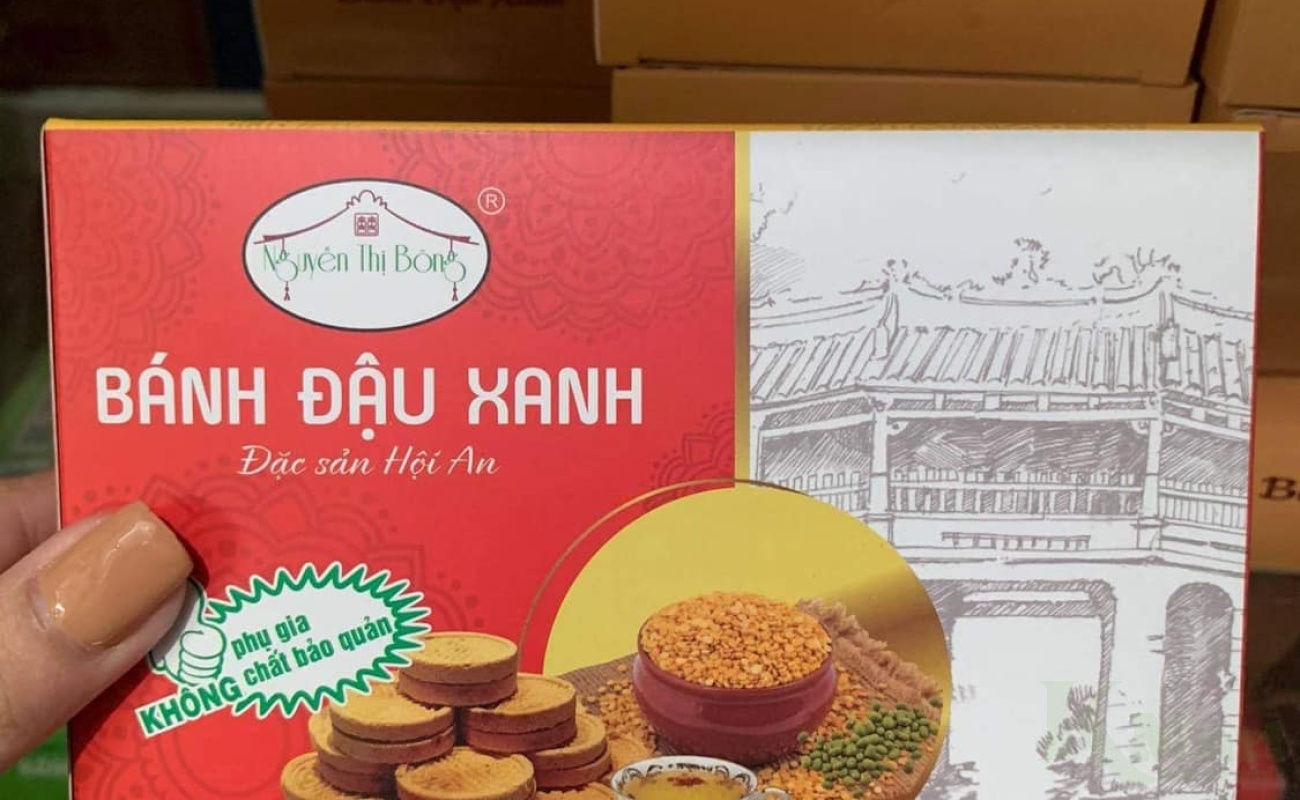 Nguyễn Thị Bông
®
BÁNH ĐẬU XANH
Đặc sản Hội An
phụ gia
KHÔNG chất bảo quản